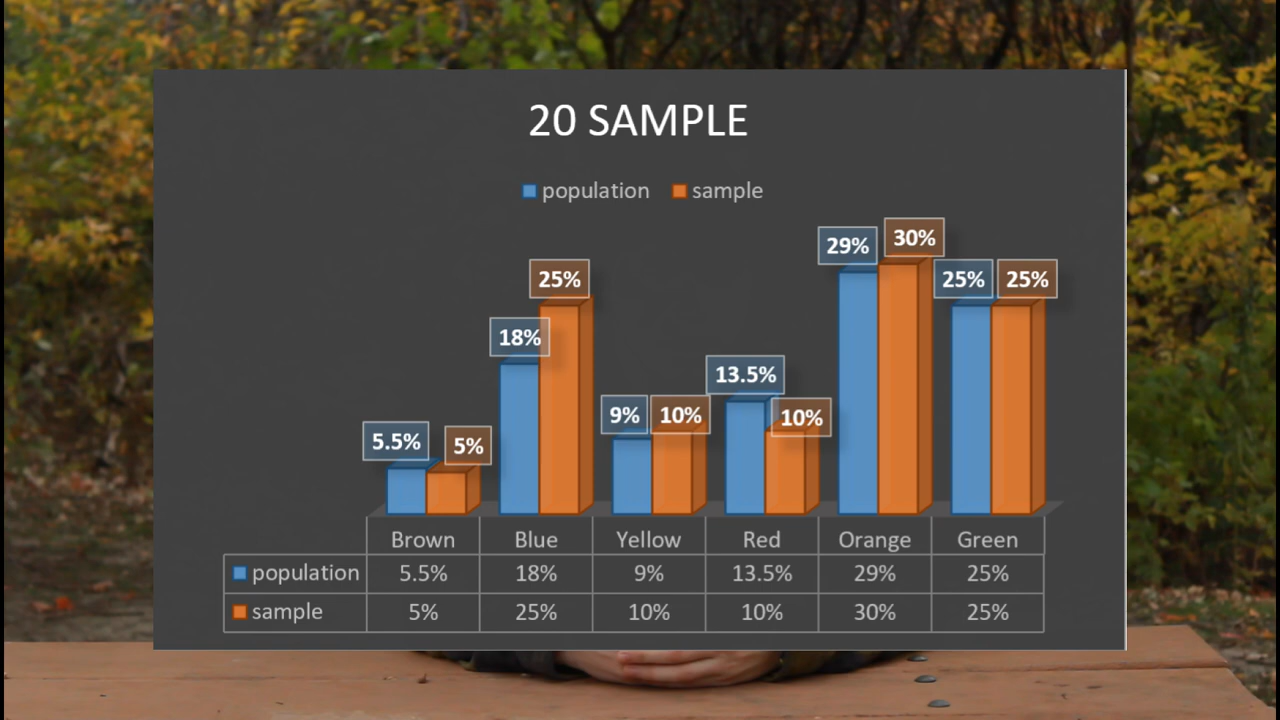 20 SAMPLE
population sample
29% 30%
25% 25% 25%
18%
13.5%
9% 10% 10%
5.5% 5%
Brown Blue Yellow Red Orange Green
population 5.5% 18% 9% 13.5% 29% 25%
sample 5% 25% 10% 10% 30% 25%